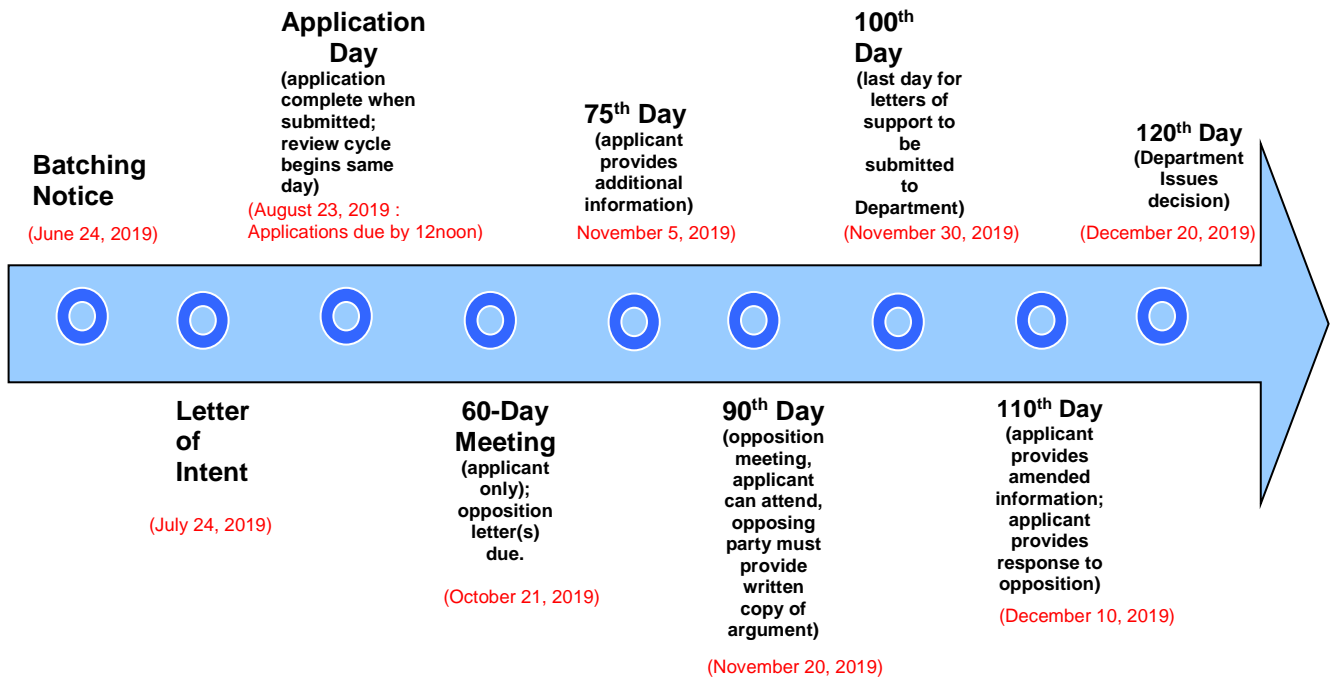 Batching
Notice
(June 24, 2019)
Application
Day
(application
complete when
submitted;
review cycle
begins same
day)
(August 23, 2019 :
Applications due by 12noon)
75th Day
(applicant
provides
additional
information)
November 5, 2019)
100th
Day
(last day for
letters of
support to
be
submitted
to
Department)
(November 30, 2019)
120th Day
(Department
Issues
decision)
(December 20, 2019)
Letter
of
Intent
(July 24, 2019)
60-Day
Meeting
(applicant
only);
opposition
letter(s)
due.
(October 21, 2019)
90th Day
(opposition
meeting,
applicant
can attend,
opposing
party must
provide
written
copy of
argument)
(November 20, 2019)
110th Day
(applicant
provides
amended
information;
applicant
provides
response to
opposition)
(December 10, 2019)